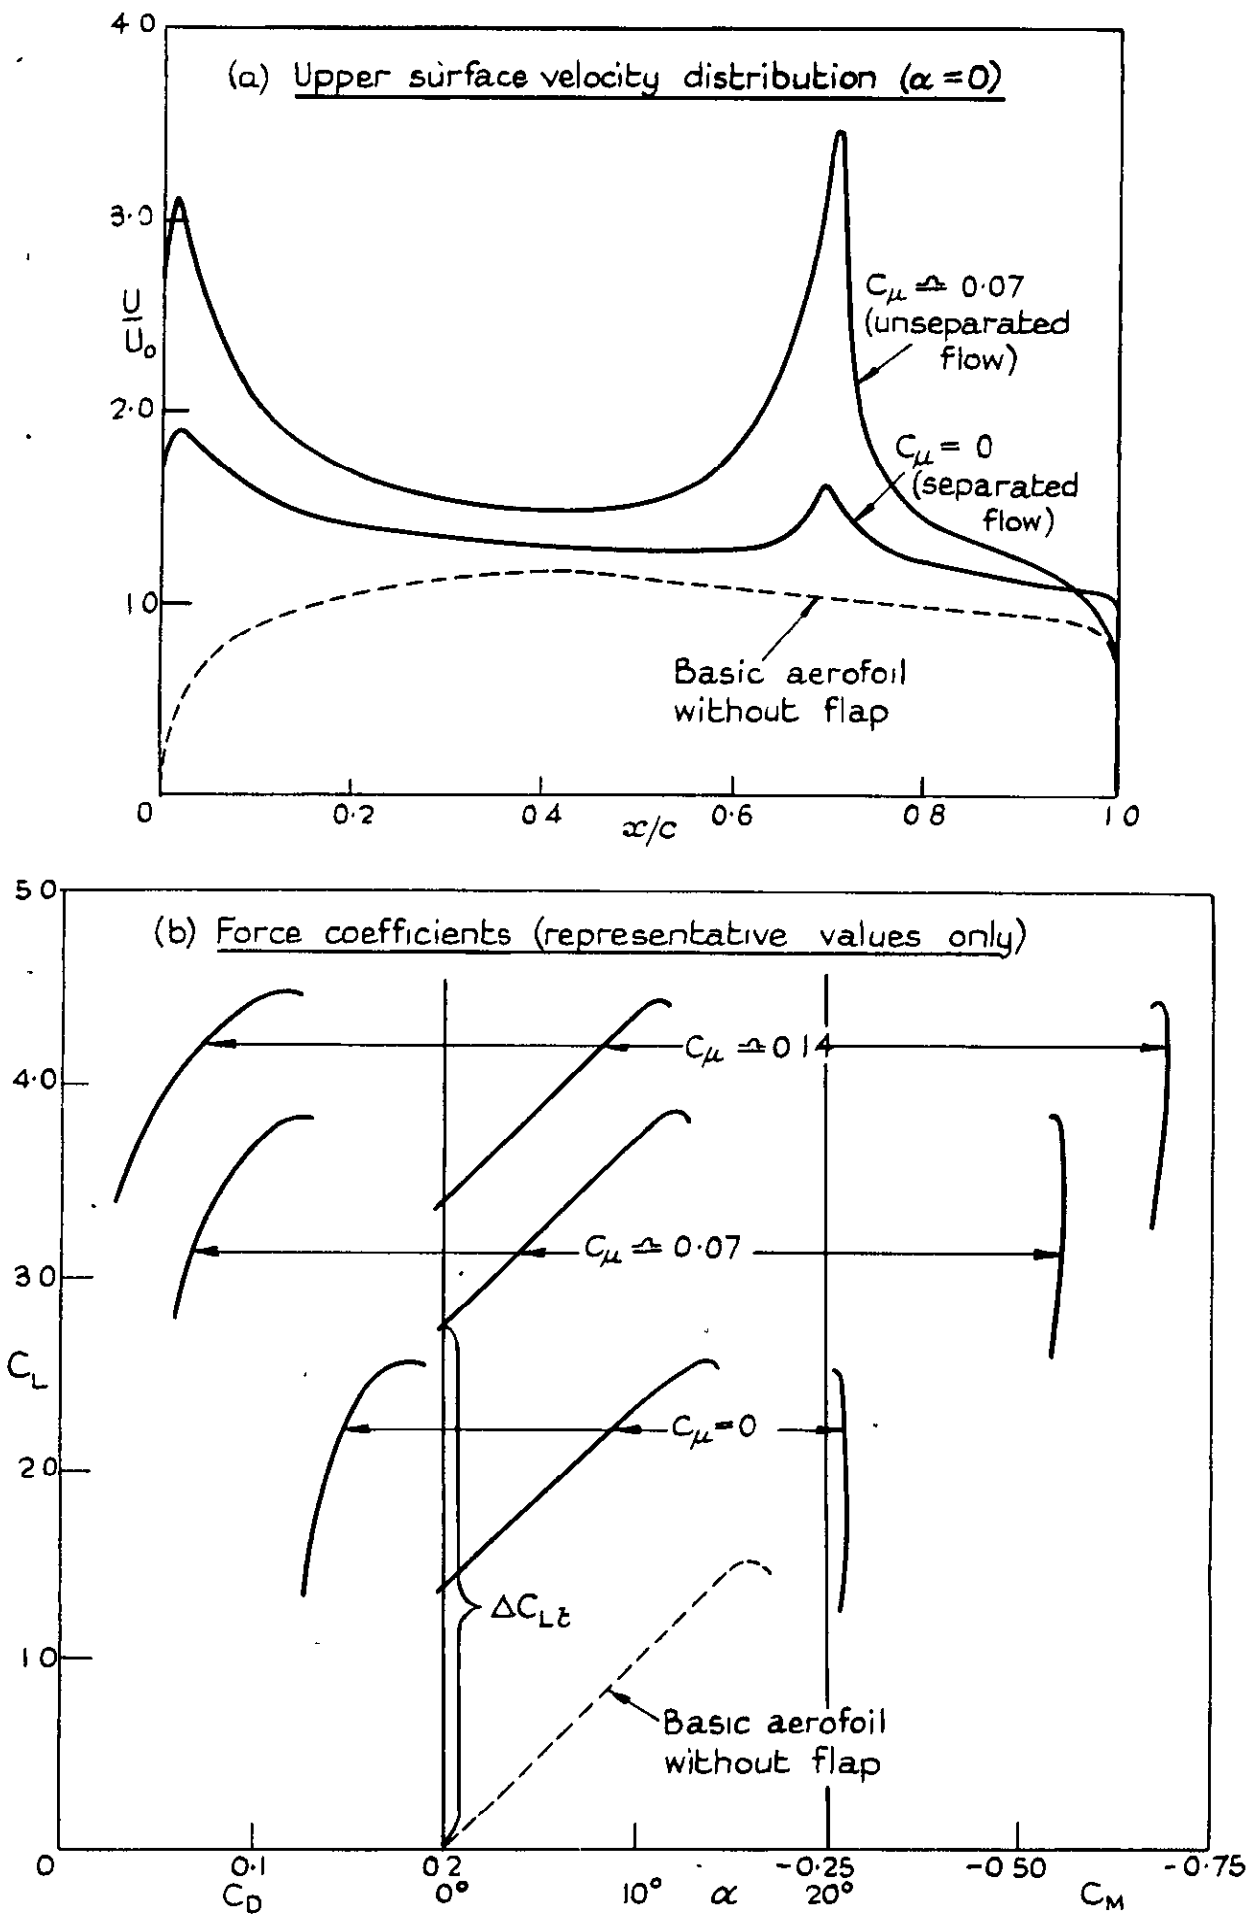 4 0
(a) Upper surface velocity distribution (α = 0)
3·0
U
U₀
Cμ ≏ 0·07
(unseparated
flow)
2·0
Cμ = 0
(separated
flow)
1 0
Basic aerofoil
without flap
0
0·2
0 4
x/c
0·6
0 8
1 0
5 0
(b) Force coefficients (representative values only)
Cμ ≏ 0 14
4·0
Cμ ≏ 0·07
3 0
C_L
Cμ = 0
2 0
ΔC_Lt
1 0
Basic aerofoil
without flap
0
0·1
0·2
-0·25
-0·50
-0·75
C_D
0°
10°
α
20°
C_M